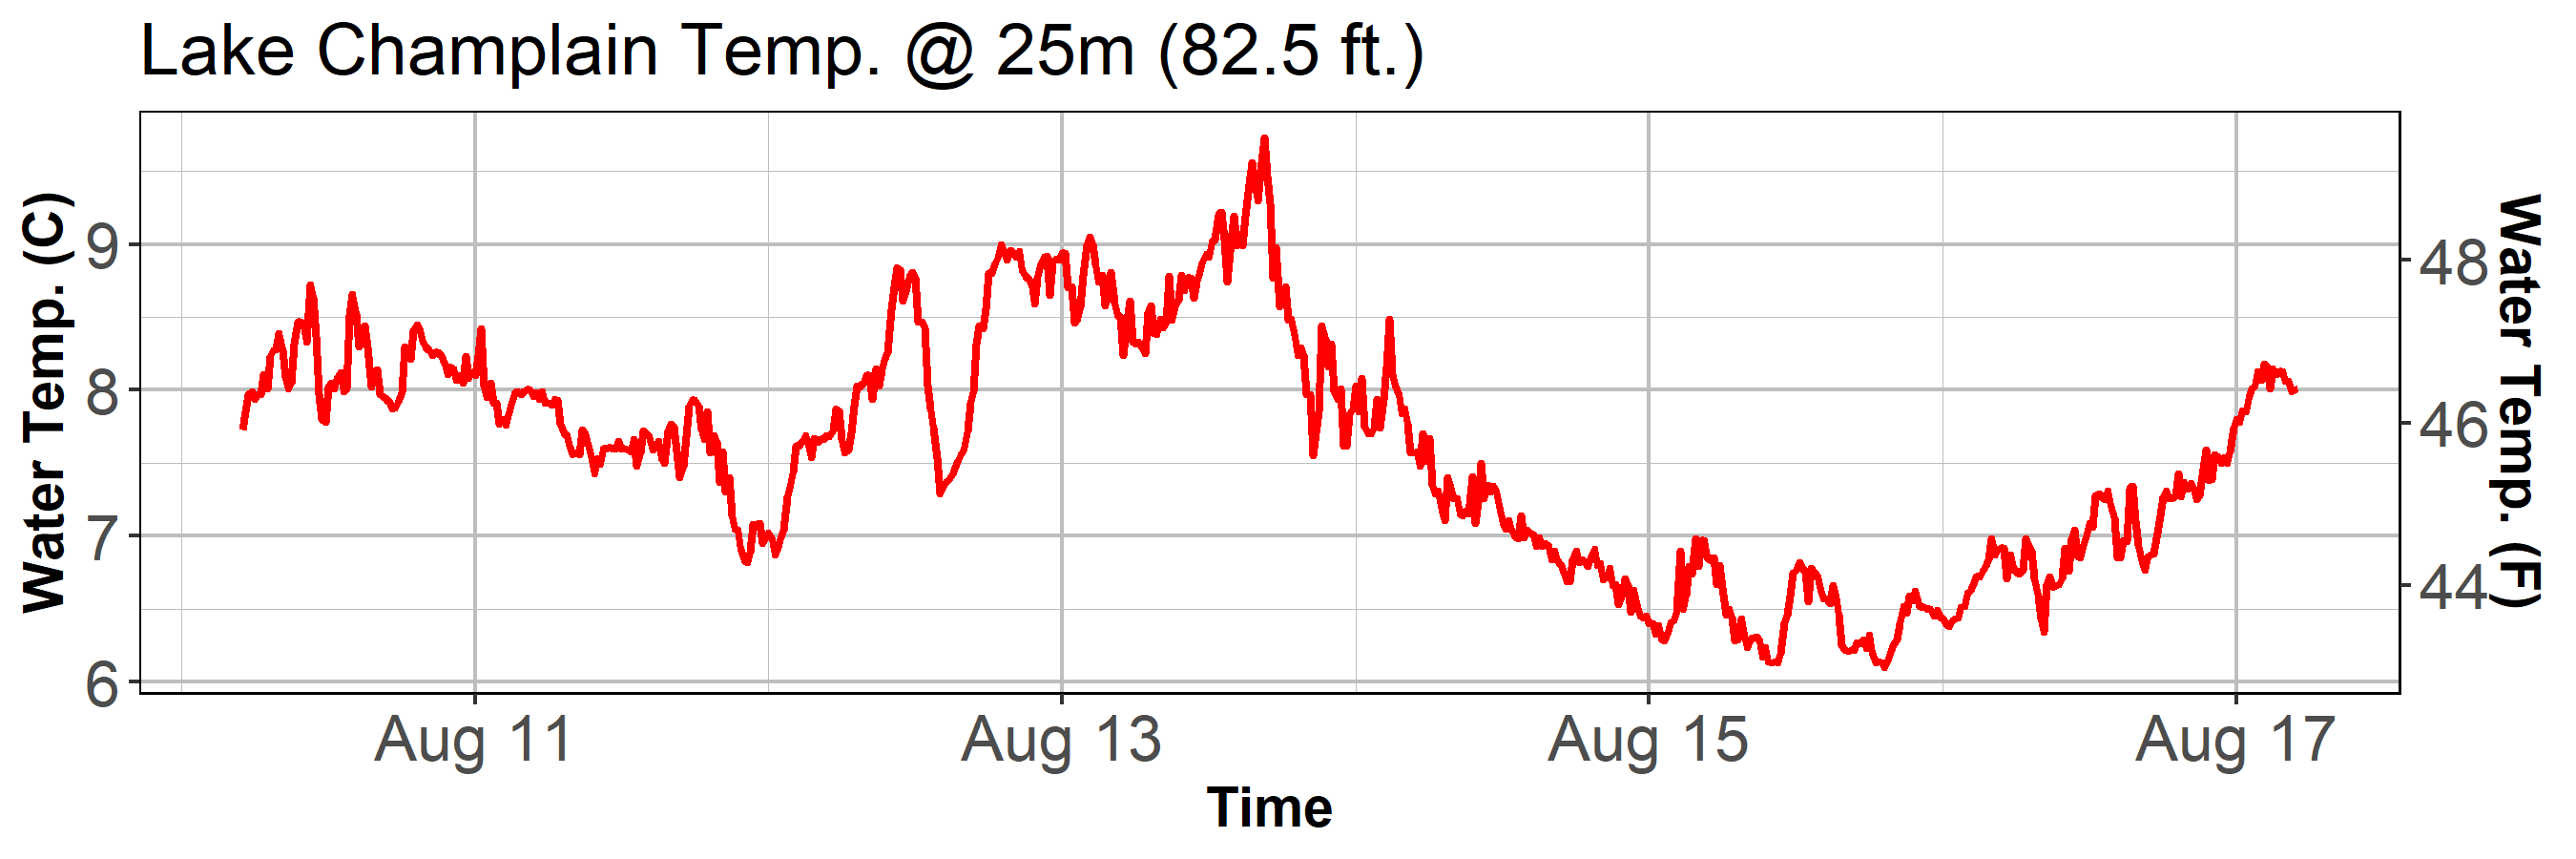 Lake Champlain Temp. @ 25m (82.5 ft.)
Water Temp. (C)
9
8
7
6
48
46
44
Water Temp. (F)
Aug 11
Aug 13
Aug 15
Aug 17
Time